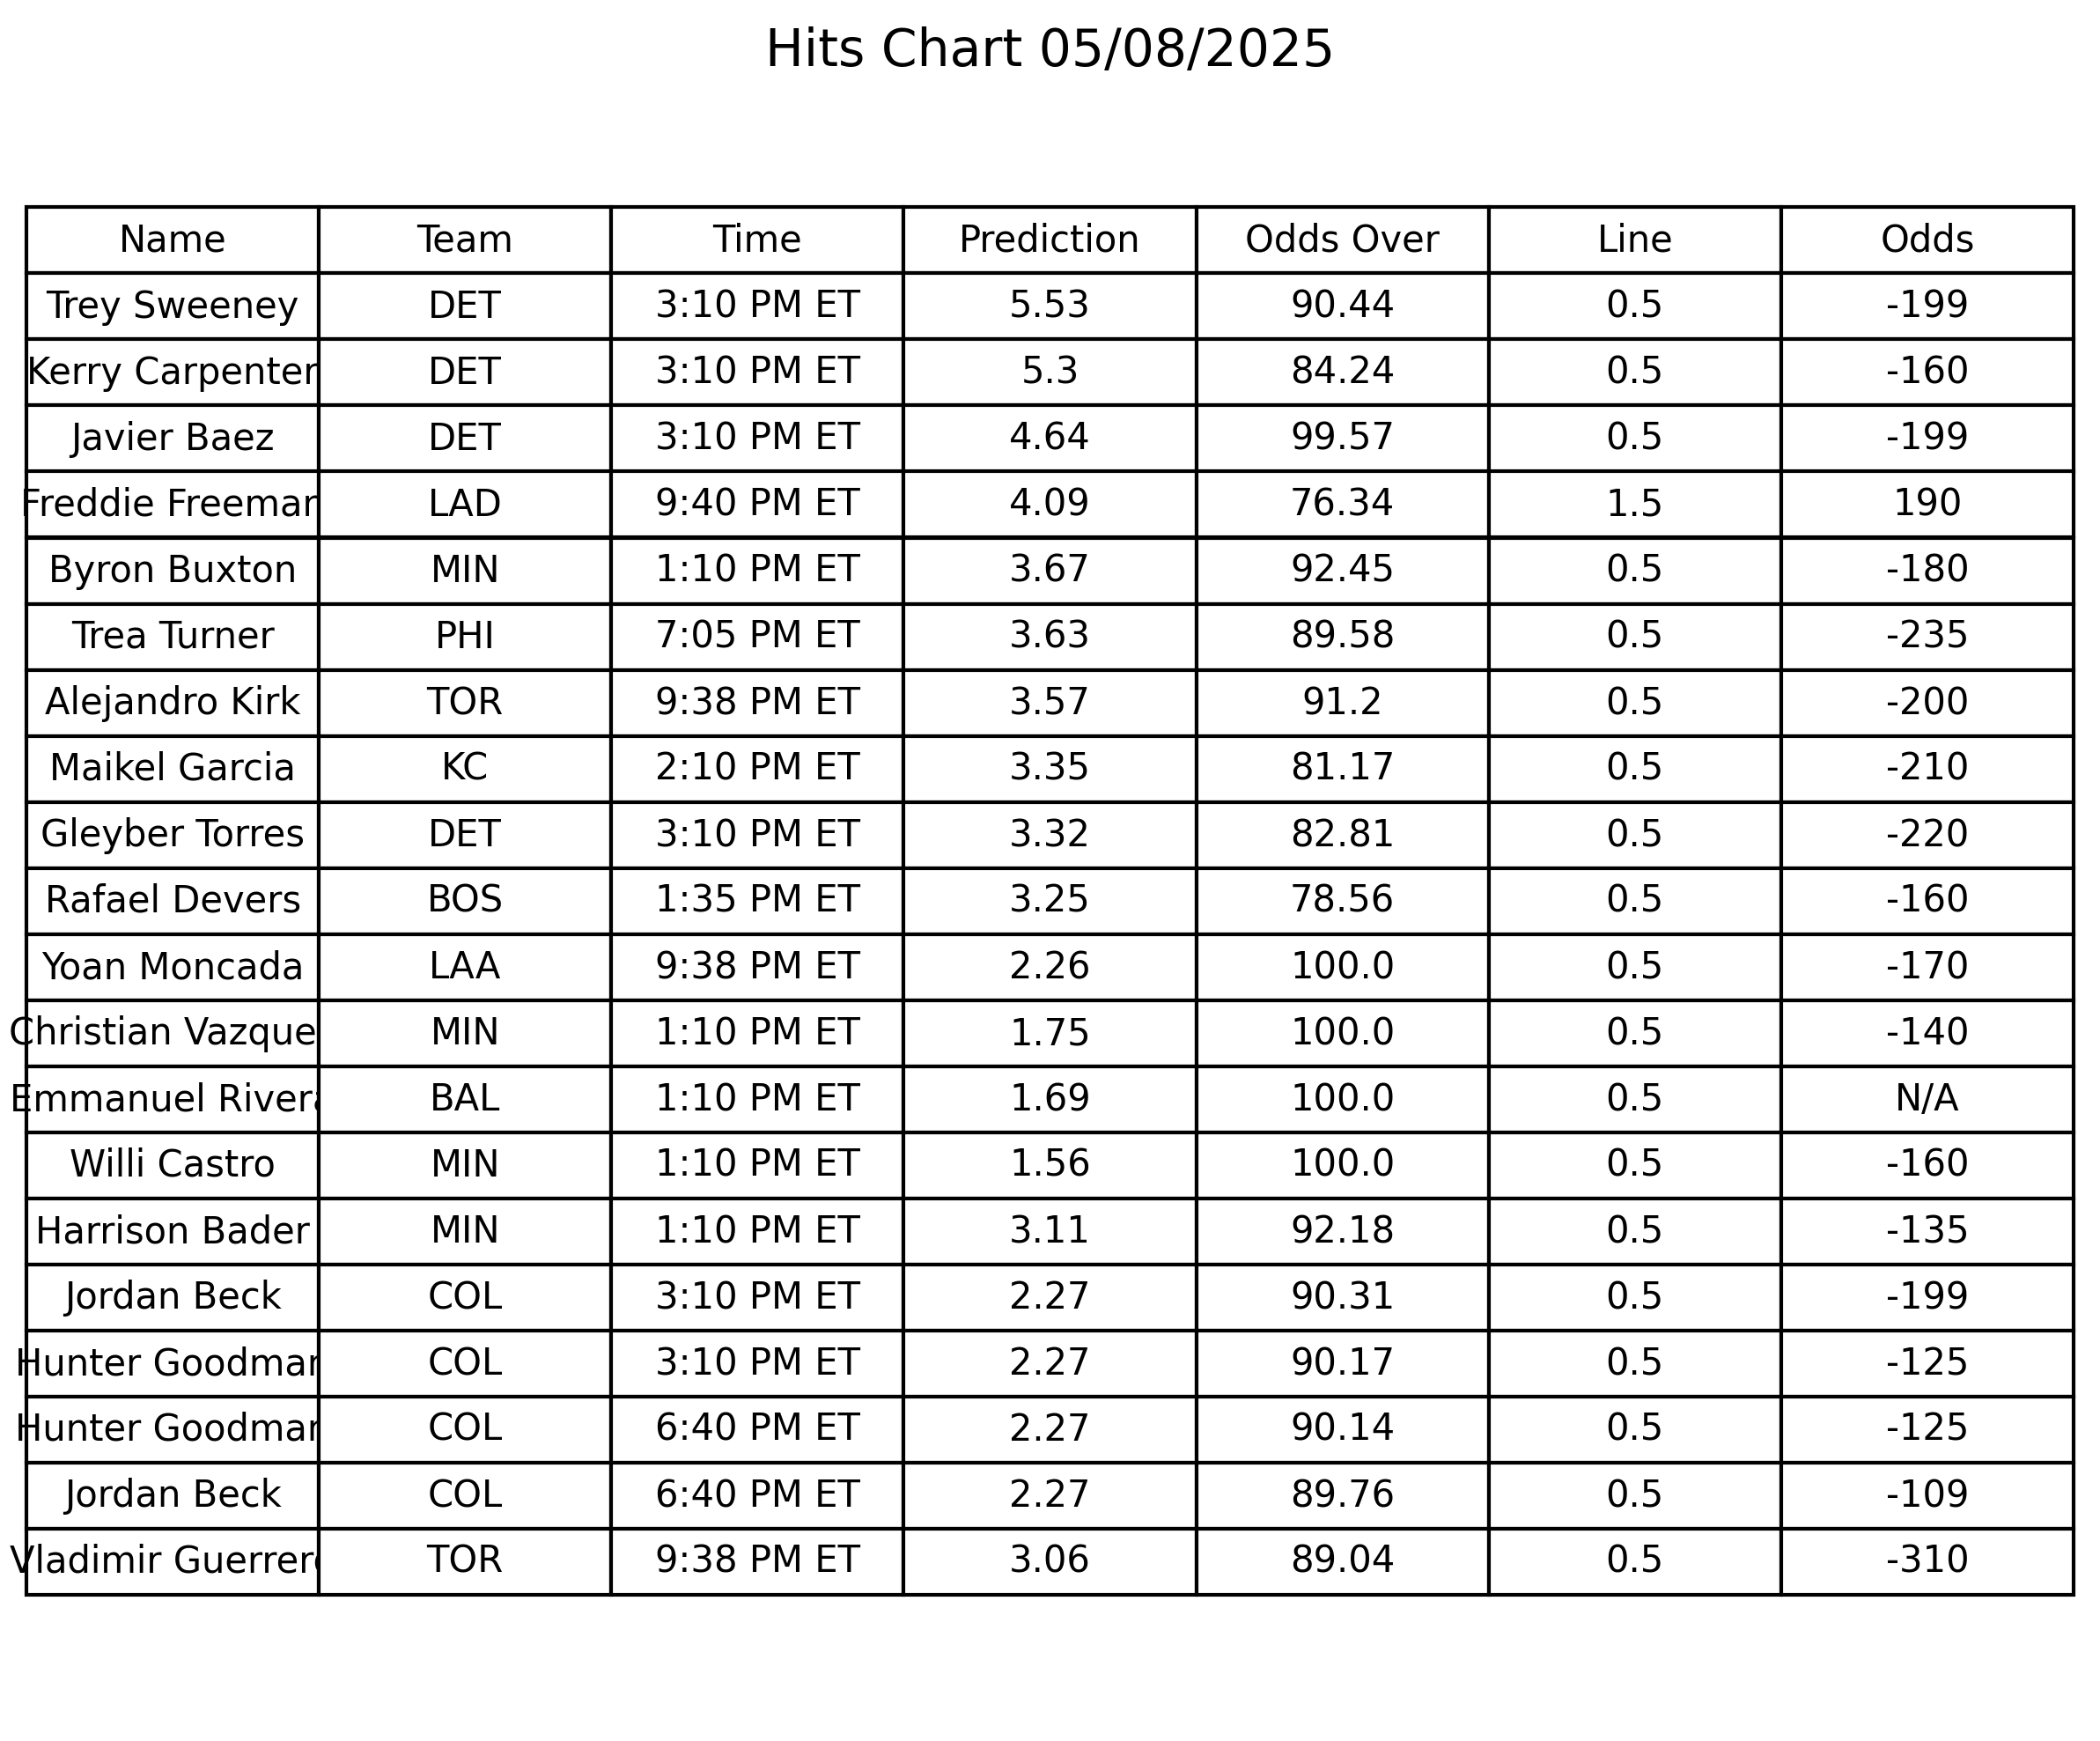 Hits Chart 05/08/2025
Name Team Time Prediction Odds Over Line Odds
Trey Sweeney DET 3:10 PM ET 5.53 90.44 0.5 -199
Kerry Carpenter DET 3:10 PM ET 5.3 84.24 0.5 -160
Javier Baez DET 3:10 PM ET 4.64 99.57 0.5 -199
Freddie Freeman LAD 9:40 PM ET 4.09 76.34 1.5 190
Byron Buxton MIN 1:10 PM ET 3.67 92.45 0.5 -180
Trea Turner PHI 7:05 PM ET 3.63 89.58 0.5 -235
Alejandro Kirk TOR 9:38 PM ET 3.57 91.2 0.5 -200
Maikel Garcia KC 2:10 PM ET 3.35 81.17 0.5 -210
Gleyber Torres DET 3:10 PM ET 3.32 82.81 0.5 -220
Rafael Devers BOS 1:35 PM ET 3.25 78.56 0.5 -160
Yoan Moncada LAA 9:38 PM ET 2.26 100.0 0.5 -170
Christian Vazque MIN 1:10 PM ET 1.75 100.0 0.5 -140
Emmanuel Rivera BAL 1:10 PM ET 1.69 100.0 0.5 N/A
Willi Castro MIN 1:10 PM ET 1.56 100.0 0.5 -160
Harrison Bader MIN 1:10 PM ET 3.11 92.18 0.5 -135
Jordan Beck COL 3:10 PM ET 2.27 90.31 0.5 -199
Hunter Goodman COL 3:10 PM ET 2.27 90.17 0.5 -125
Hunter Goodman COL 6:40 PM ET 2.27 90.14 0.5 -125
Jordan Beck COL 6:40 PM ET 2.27 89.76 0.5 -109
Vladimir Guerrero TOR 9:38 PM ET 3.06 89.04 0.5 -310